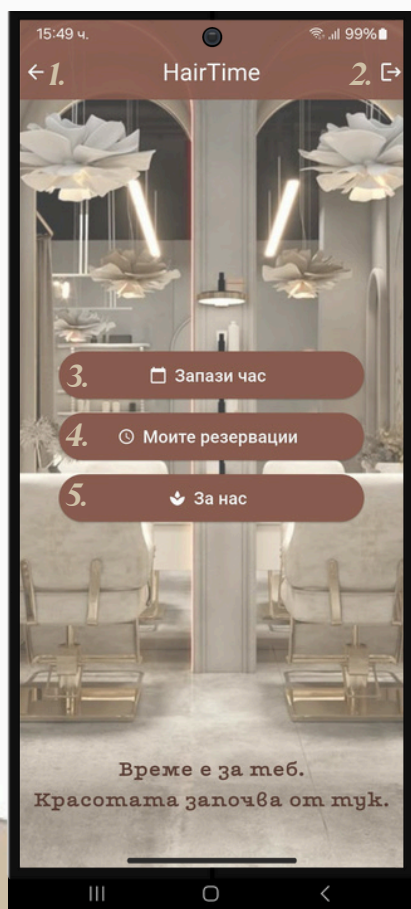 15:49 ч. 99%
1. HairTime 2.
3. Запази час
4. Моите резервации
5. За нас
Време е за теб.
Красотата започва от тук.